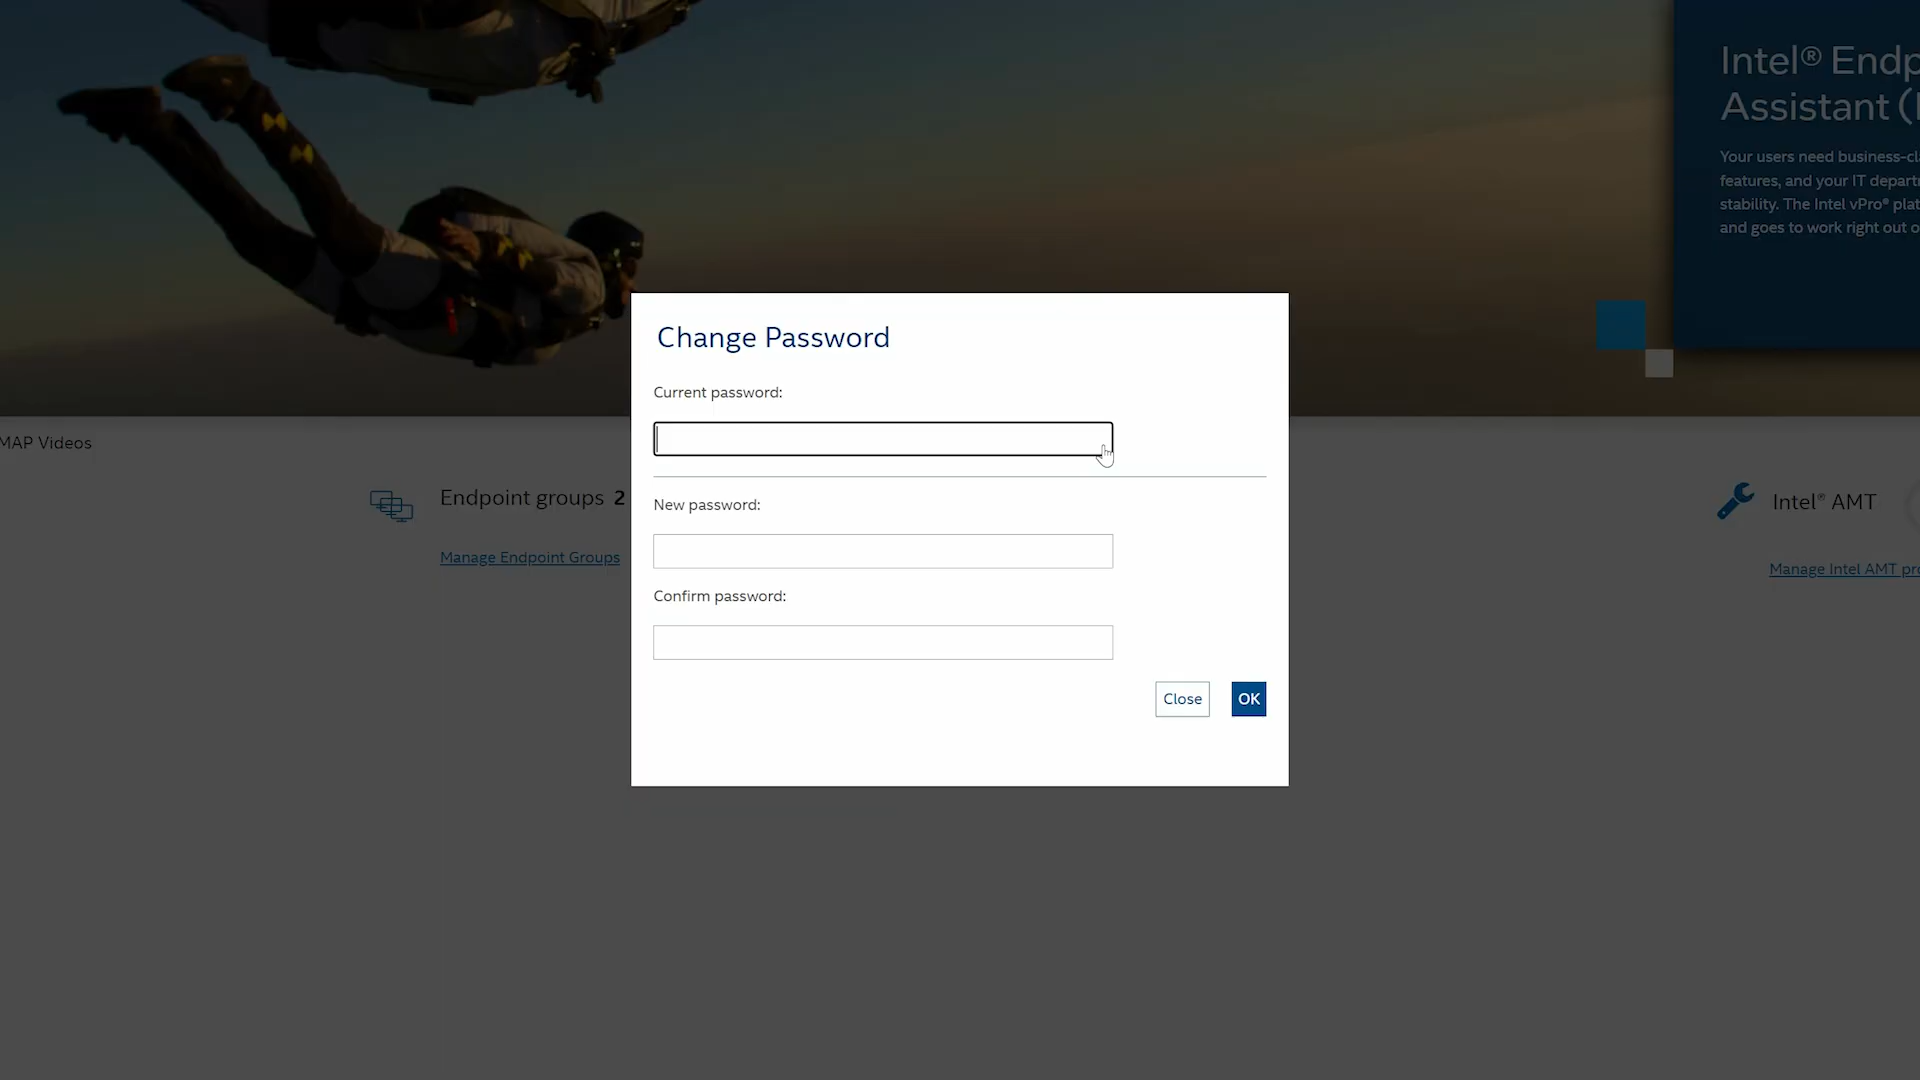 Intel® Endp
Assistant (
Your users need business-cl
features, and your IT depart
stability. The Intel vPro® plat
and goes to work right out o
Change Password
Current password:
MAP Videos
Endpoint groups 2
Manage Endpoint Groups
New password:
Intel® AMT
Manage Intel AMT pro
Confirm password:
Close
OK